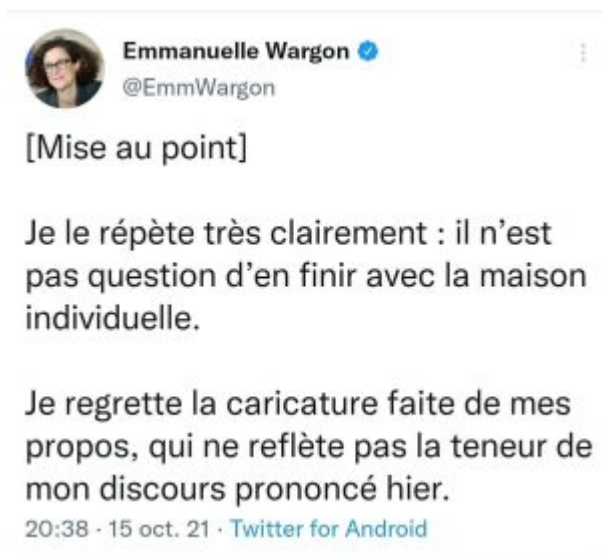 Emmanuelle Wargon
@EmmWargon
[Mise au point]
Je le répète très clairement : il n’est
pas question d’en finir avec la maison
individuelle.
Je regrette la caricature faite de mes
propos, qui ne reflète pas la teneur de
mon discours prononcé hier.
20:38 · 15 oct. 21 · Twitter for Android